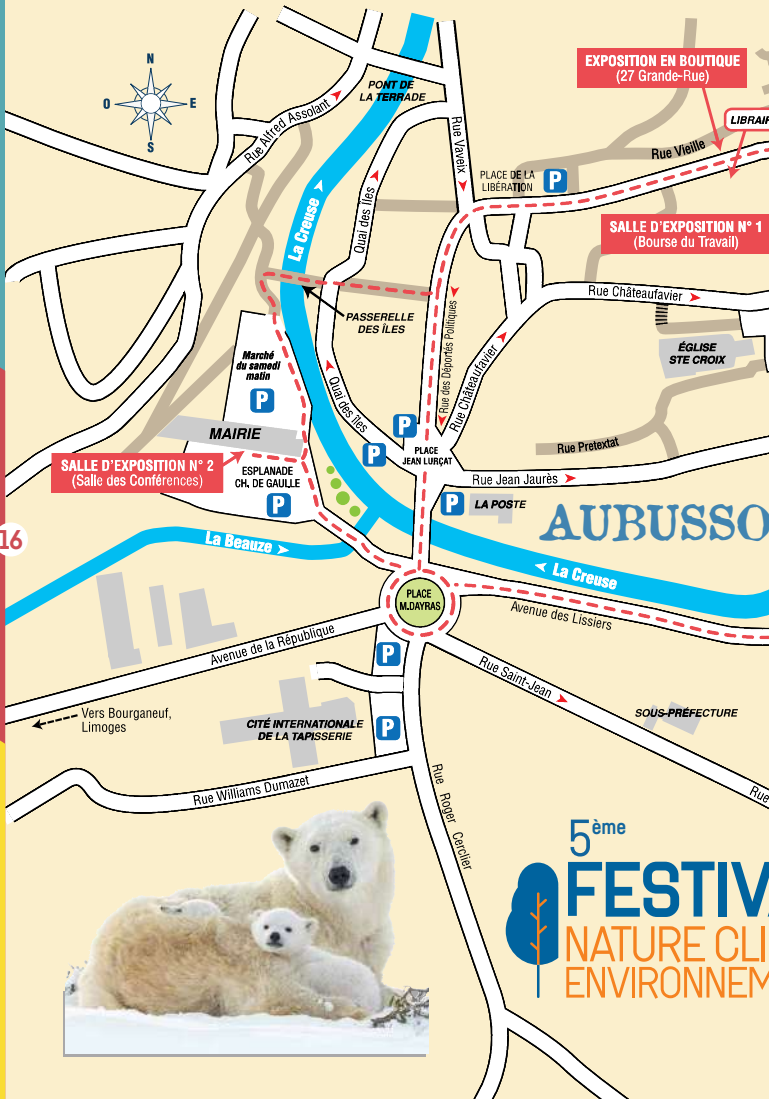 N
O
E
S
PONT DE
LA TERRADE
EXPOSITION EN BOUTIQUE
(27 Grande-Rue)
LIBRAIR
Rue Alfred Assolant
Rue Vaveix
Rue Vieille
PLACE DE LA
LIBÉRATION
P
Quai des Îles
La Creuse
SALLE D'EXPOSITION N° 1
(Bourse du Travail)
Rue Châteaufavier
PASSERELLE
DES ÎLES
Rue des Déportés Politiques
Rue Châteaufavier
ÉGLISE
STE CROIX
Marché
du samedi
matin
P
Quai des îles
MAIRIE
P
P
PLACE
JEAN LURÇAT
Rue Pretextat
SALLE D'EXPOSITION N° 2
(Salle des Conférences)
ESPLANADE
CH. DE GAULLE
P
Rue Jean Jaurès
P
LA POSTE
16
AUBUSSO
La Beauze
La Creuse
PLACE
M.DAYRAS
Avenue des Lissiers
Avenue de la République
P
Rue Saint-Jean
Vers Bourganeuf,
Limoges
CITÉ INTERNATIONALE
DE LA TAPISSERIE
P
SOUS-PRÉFECTURE
Rue Williams Dumazet
Rue Roger Cerclier
Rue
5ème
FESTIVA
NATURE CLI
ENVIRONNEM